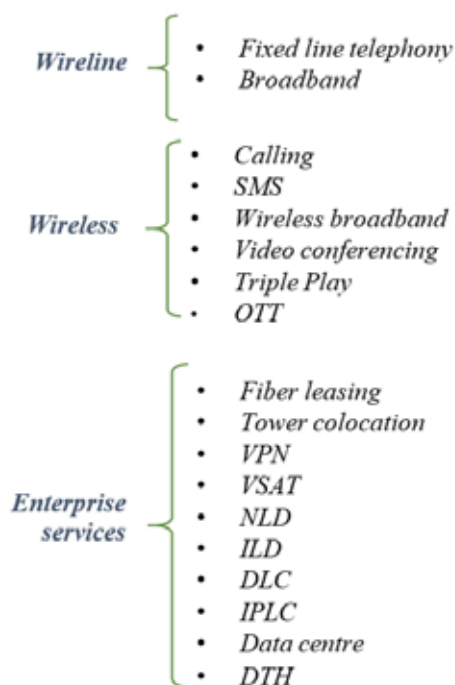 Wireline
• Fixed line telephony
• Broadband
Wireless
• Calling
• SMS
• Wireless broadband
• Video conferencing
• Triple Play
• OTT
Enterprise
services
• Fiber leasing
• Tower colocation
• VPN
• VSAT
• NLD
• ILD
• DLC
• IPLC
• Data centre
• DTH